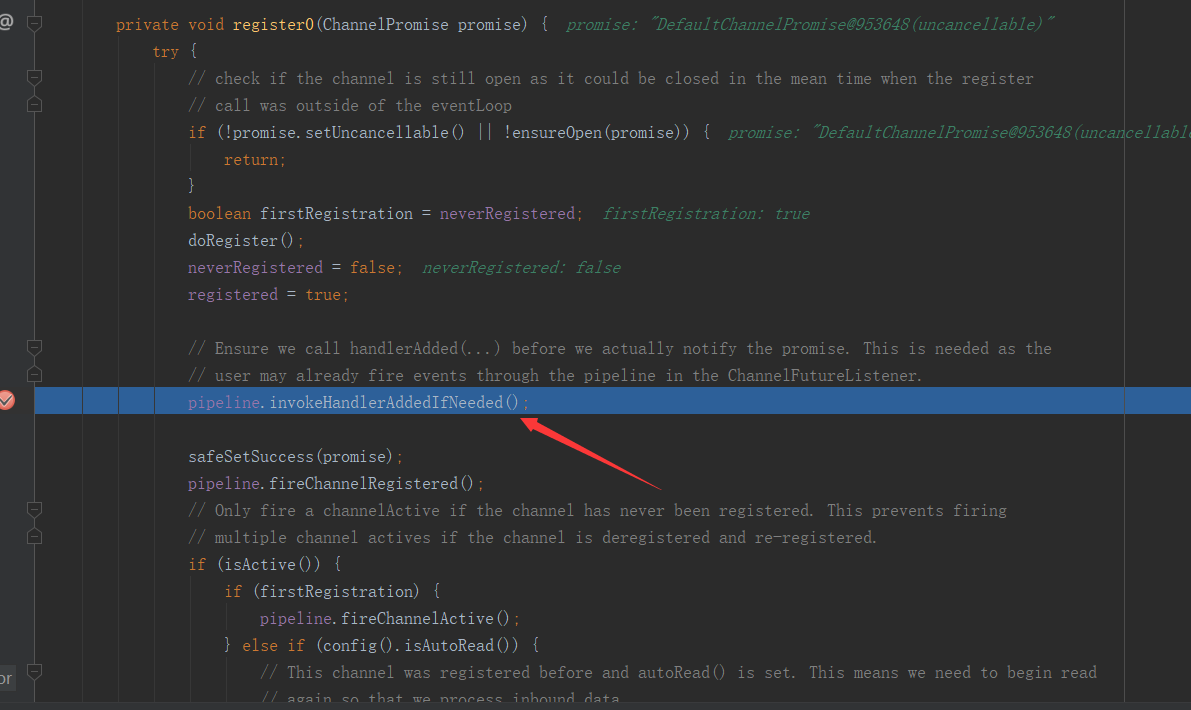 @
private void register0(ChannelPromise promise) {  promise: "DefaultChannelPromise@953648(uncancellable)"
try {
// check if the channel is still open as it could be closed in the mean time when the register
// call was outside of the eventLoop
if (!promise.setUncancellable() || !ensureOpen(promise)) {  promise: "DefaultChannelPromise@953648(uncancellable
return;
}
boolean firstRegistration = neverRegistered;  firstRegistration: true
doRegister();
neverRegistered = false;  neverRegistered: false
registered = true;
// Ensure we call handlerAdded(...) before we actually notify the promise. This is needed as the
// user may already fire events through the pipeline in the ChannelFutureListener.
pipeline.invokeHandlerAddedIfNeeded();
safeSetSuccess(promise);
pipeline.fireChannelRegistered();
// Only fire a channelActive if the channel has never been registered. This prevents firing
// multiple channel actives if the channel is deregistered and re-registered.
if (isActive()) {
if (firstRegistration) {
pipeline.fireChannelActive();
} else if (config().isAutoRead()) {
// This channel was registered before and autoRead() is set. This means we need to begin read
or
// again so that we process inbound data